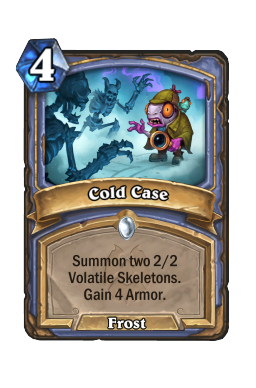 4
Cold Case
Summon two 2/2
Volatile Skeletons.
Gain 4 Armor.
Frost